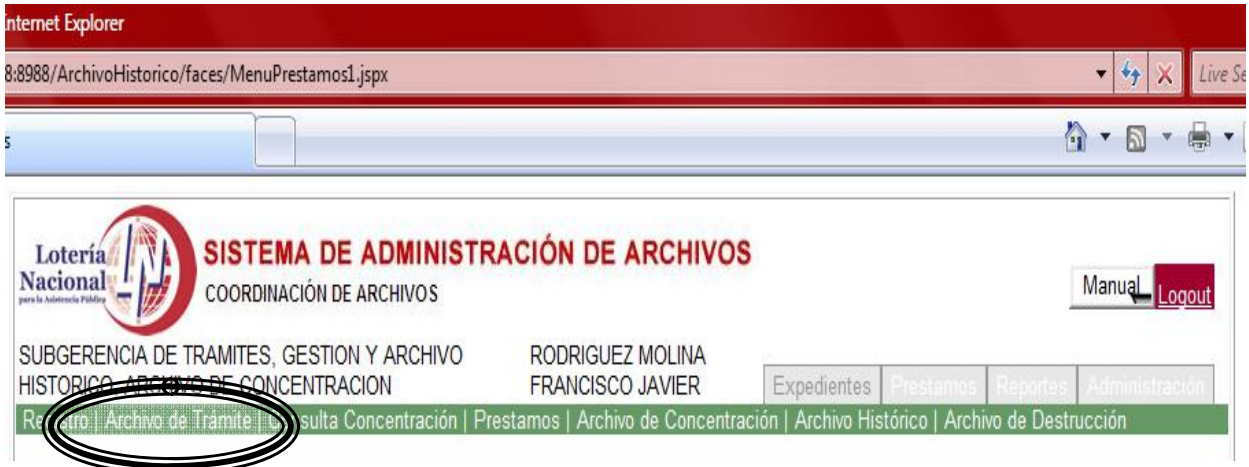 Internet Explorer
8:8988/ArchivoHistorico/faces/MenuPrestamos1.jspx
Live Se
s
Lotería
Nacional
para la Asistencia Pública
SISTEMA DE ADMINISTRACIÓN DE ARCHIVOS
COORDINACIÓN DE ARCHIVOS
Manual Logout
SUBGERENCIA DE TRAMITES, GESTION Y ARCHIVO
HISTORICO, ARCHIVO DE CONCENTRACION
RODRIGUEZ MOLINA
FRANCISCO JAVIER
Expedientes Prestamos Reportes Administración
Registro | Archivo de Trámite | Consulta Concentración | Prestamos | Archivo de Concentración | Archivo Histórico | Archivo de Destrucción